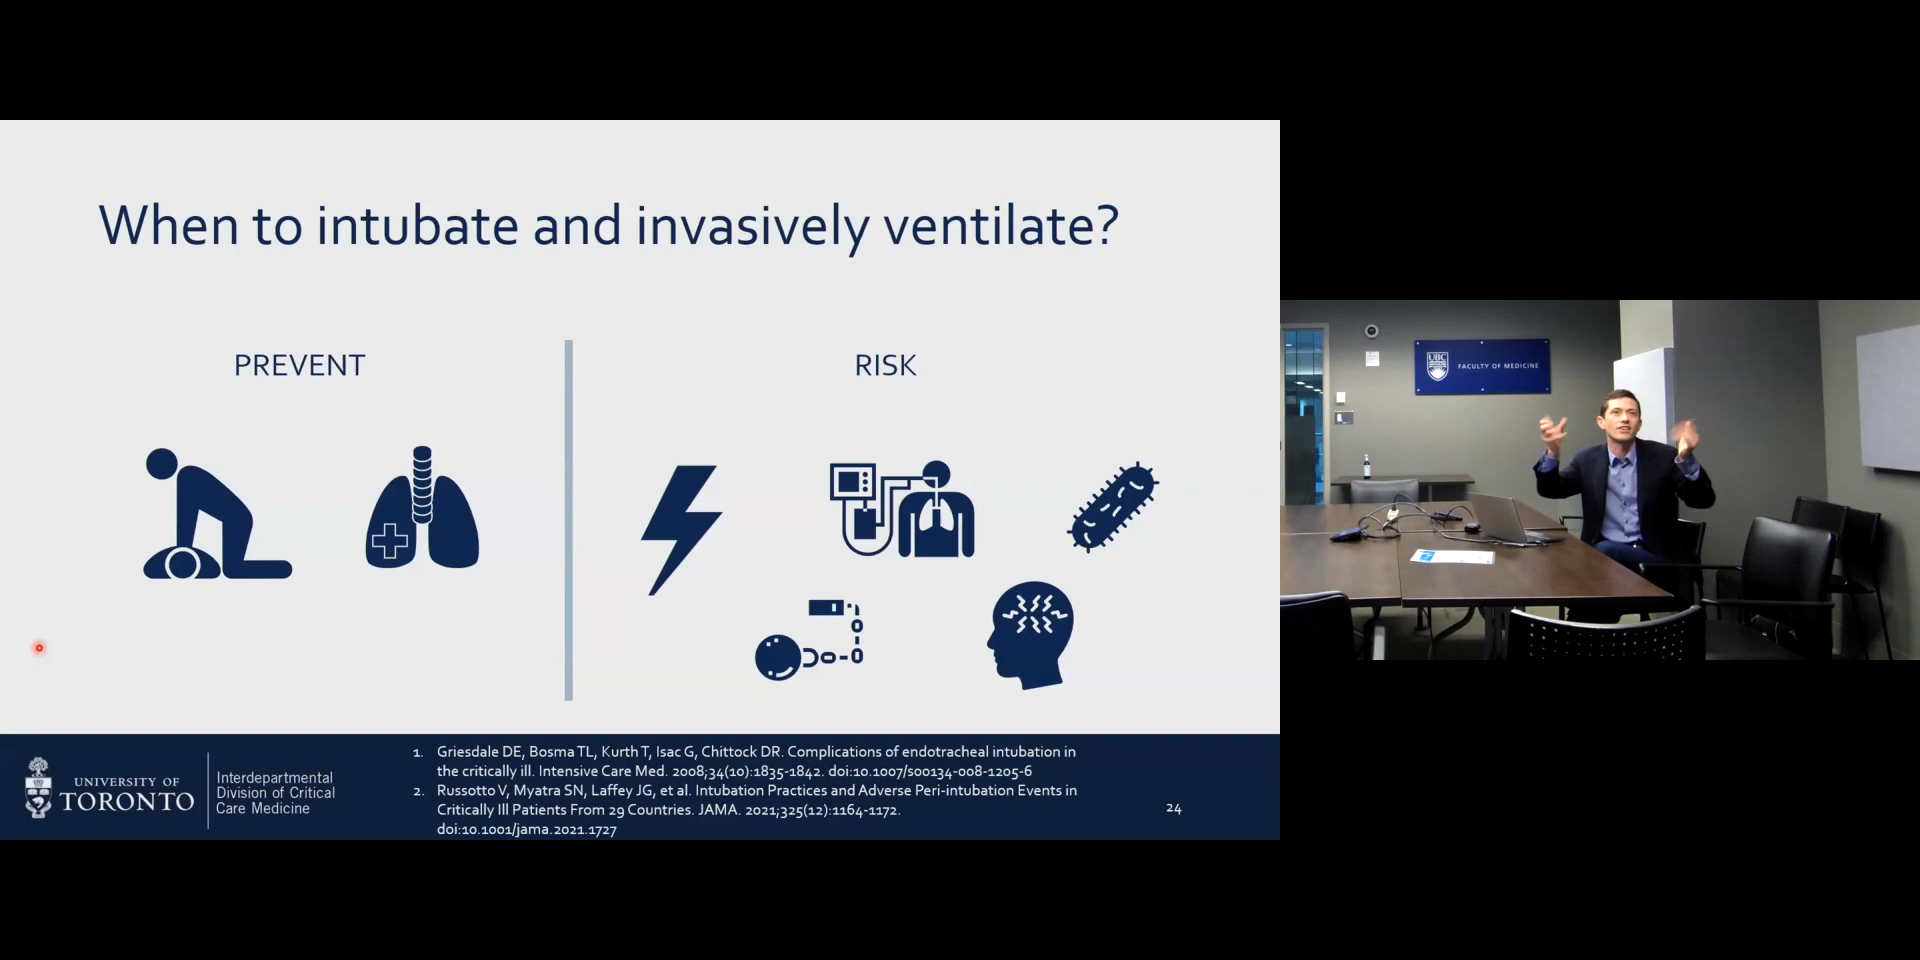 When to intubate and invasively ventilate?
PREVENT
RISK
UNIVERSITY OF
TORONTO
Interdepartmental
Division of Critical
Care Medicine
1. Griesdale DE, Bosma TL, Kurth T, Isac G, Chittock DR. Complications of endotracheal intubation in
the critically ill. Intensive Care Med. 2008;34(10):1835-1842. doi:10.1007/s00134-008-1205-6
2. Russotto V, Myatra SN, Laffey JG, et al. Intubation Practices and Adverse Peri-intubation Events in
Critically Ill Patients From 29 Countries. JAMA. 2021;325(12):1164-1172.
doi:10.1001/jama.2021.1727
24
UBC
FACULTY OF MEDICINE